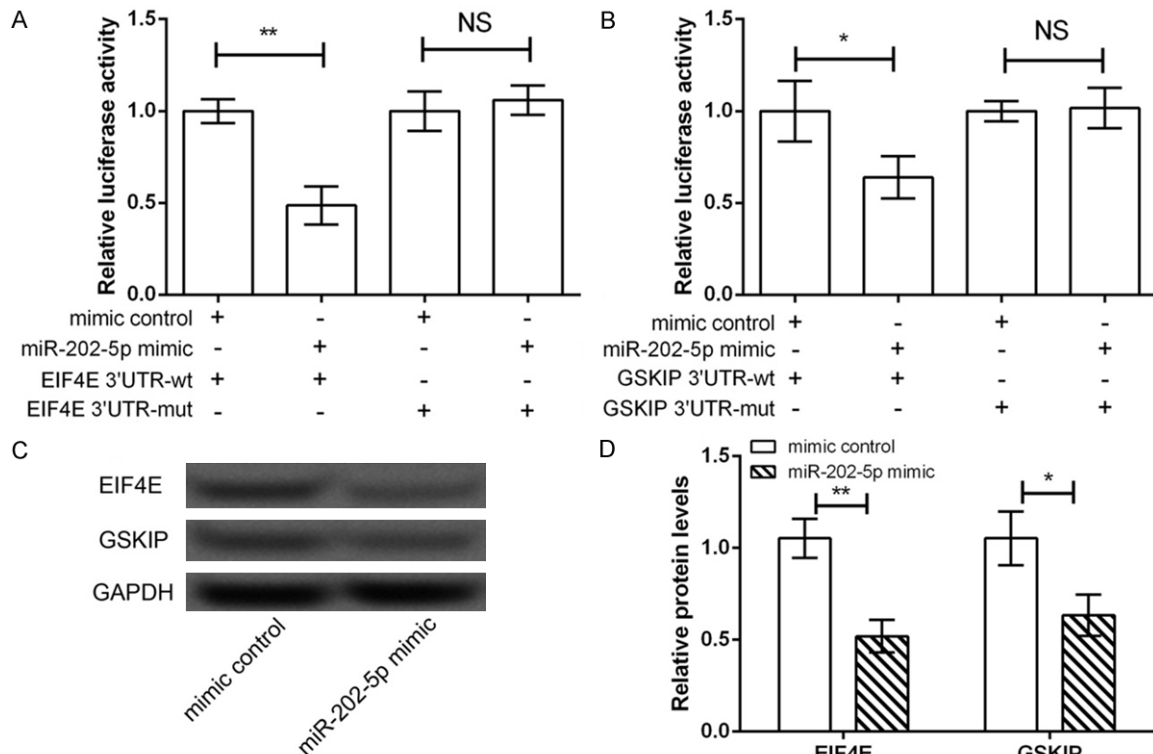 A
Relative luciferase activity
1.5
1.0
0.5
0.0
**
NS
mimic control + - + -
miR-202-5p mimic - + - +
EIF4E 3'UTR-wt + + - -
EIF4E 3'UTR-mut - - + +
B
Relative luciferase activity
1.5
1.0
0.5
0.0
*
NS
mimic control + - + -
miR-202-5p mimic - + - +
GSKIP 3'UTR-wt + + - -
GSKIP 3'UTR-mut - - + +
C
EIF4E
GSKIP
GAPDH
mimic control
miR-202-5p mimic
D
mimic control
miR-202-5p mimic
Relative protein levels
1.5
1.0
0.5
0.0
**
*
EIF4E GSKIP